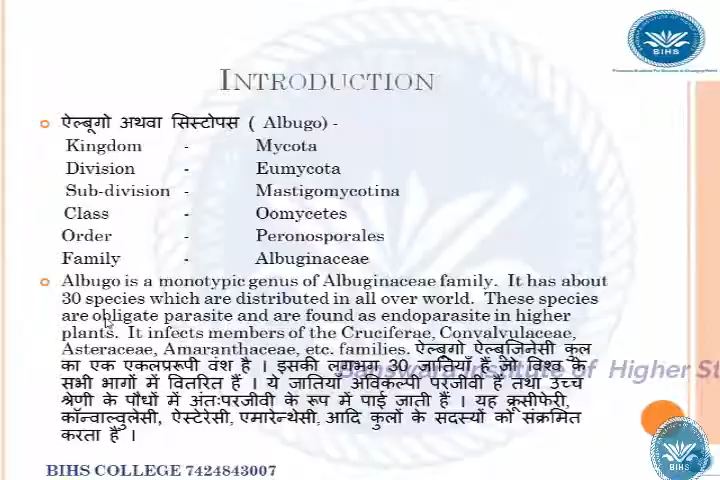 INTRODUCTION
ऐल्बूगो अथवा सिस्टोपस ( Albugo) -
Kingdom - Mycota
Division - Eumycota
Sub-division - Mastigomycotina
Class - Oomycetes
Order - Peronosporales
Family - Albuginaceae
Albugo is a monotypic genus of Albuginaceae family. It has about
30 species which are distributed in all over world. These species
are obligate parasite and are found as endoparasite in higher
plants. It infects members of the Cruciferae, Convalvulaceae,
Asteraceae, Amaranthaceae, etc. families. ऐल्बूगो ऐल्बूजिनेसी कुल
का एक एकलप्ररूपी वंश है । इसकी लगभग 30 जातियाँ हैं जो विश्व के
सभी भागों में वितरित हैं । ये जातियाँ अविकल्पी परजीवी हैं तथा उच्च
श्रेणी के पौधों में अंतःपरजीवी के रूप में पाई जाती हैं । यह क्रूसीफेरी,
कॉन्वाल्वुलेसी, ऐस्टेरेसी, एमारेन्थेसी, आदि कुलों के सदस्यों को संक्रमित
करता है ।
of Higher St
BIHS COLLEGE 7424843007
BIHS
BIHS